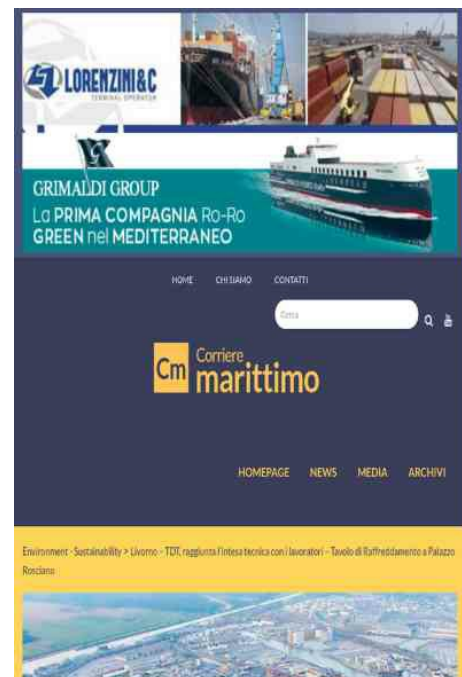 LORENZINI & C
TERMINAL OPERATOR
GRIMALDI GROUP
La PRIMA COMPAGNIA Ro-Ro
GREEN nel MEDITERRANEO
HOME CHI SIAMO CONTATTI
Cerca
Cm Corriere
marittimo
HOMEPAGE NEWS MEDIA ARCHIVI
Environment - Sustainability > Livorno – TDT, raggiunta l'intesa tecnica con i lavoratori – Tavolo di Raffreddamento a Palazzo
Rosciano